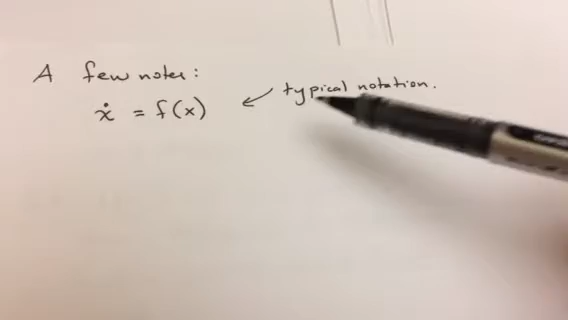 A few notes:
ẋ = f(x) ↙ typical notation.